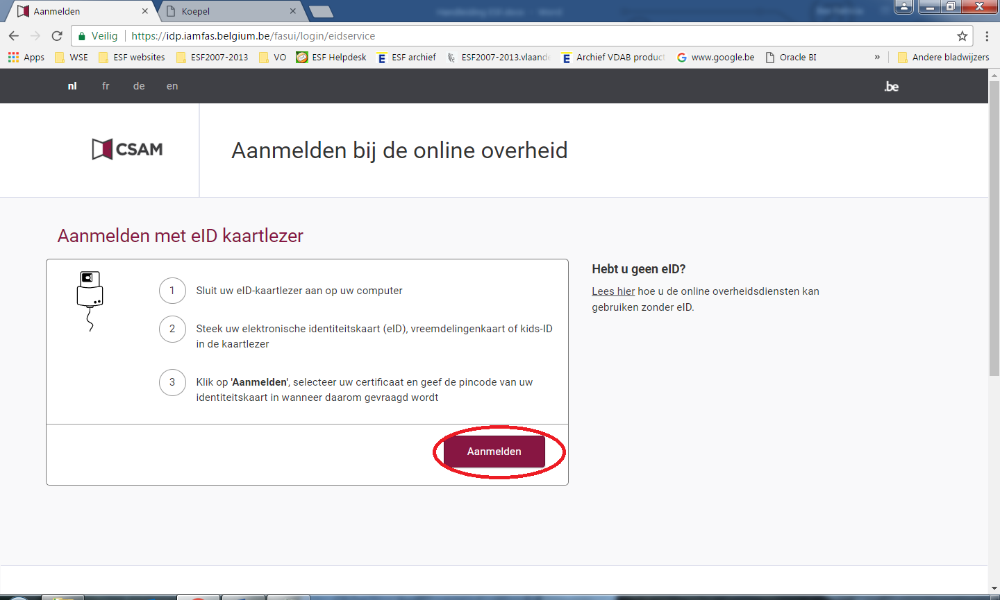 Aanmelden
Koepel
Veilig https://idp.iamfas.belgium.be/fasui/login/eidservice
Apps WSE ESF websites ESF2007-2013 VO ESF Helpdesk ESF archief ESF2007-2013.vlaande Archief VDAB product www.google.be Oracle BI » Andere bladwijzers
nl fr de en .be
CSAM
Aanmelden bij de online overheid
Aanmelden met eID kaartlezer
1 Sluit uw eID-kaartlezer aan op uw computer
2 Steek uw elektronische identiteitskaart (eID), vreemdelingenkaart of kids-ID
in de kaartlezer
3 Klik op 'Aanmelden', selecteer uw certificaat en geef de pincode van uw
identiteitskaart in wanneer daarom gevraagd wordt
Aanmelden
Hebt u geen eID?
Lees hier hoe u de online overheidsdiensten kan
gebruiken zonder eID.